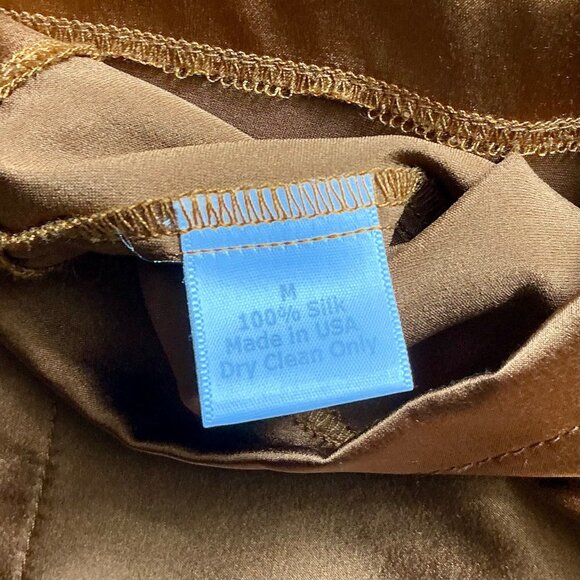 M
100% Silk
Made in USA
Dry Clean Only